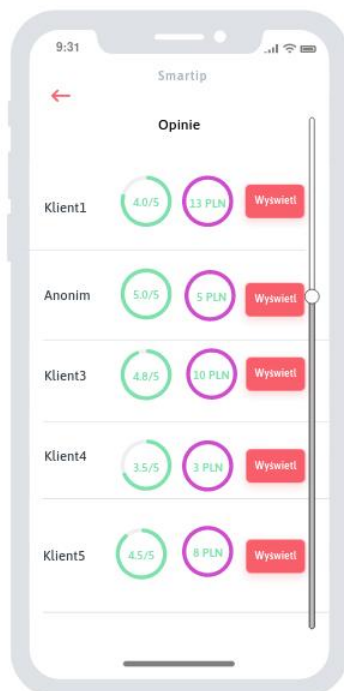 9:31
Smartip
Opinie
Klient1 4.0/5 13 PLN Wyświetl
Anonim 5.0/5 5 PLN Wyświetl
Klient3 4.8/5 10 PLN Wyświetl
Klient4 3.5/5 3 PLN Wyświetl
Klient5 4.5/5 8 PLN Wyświetl